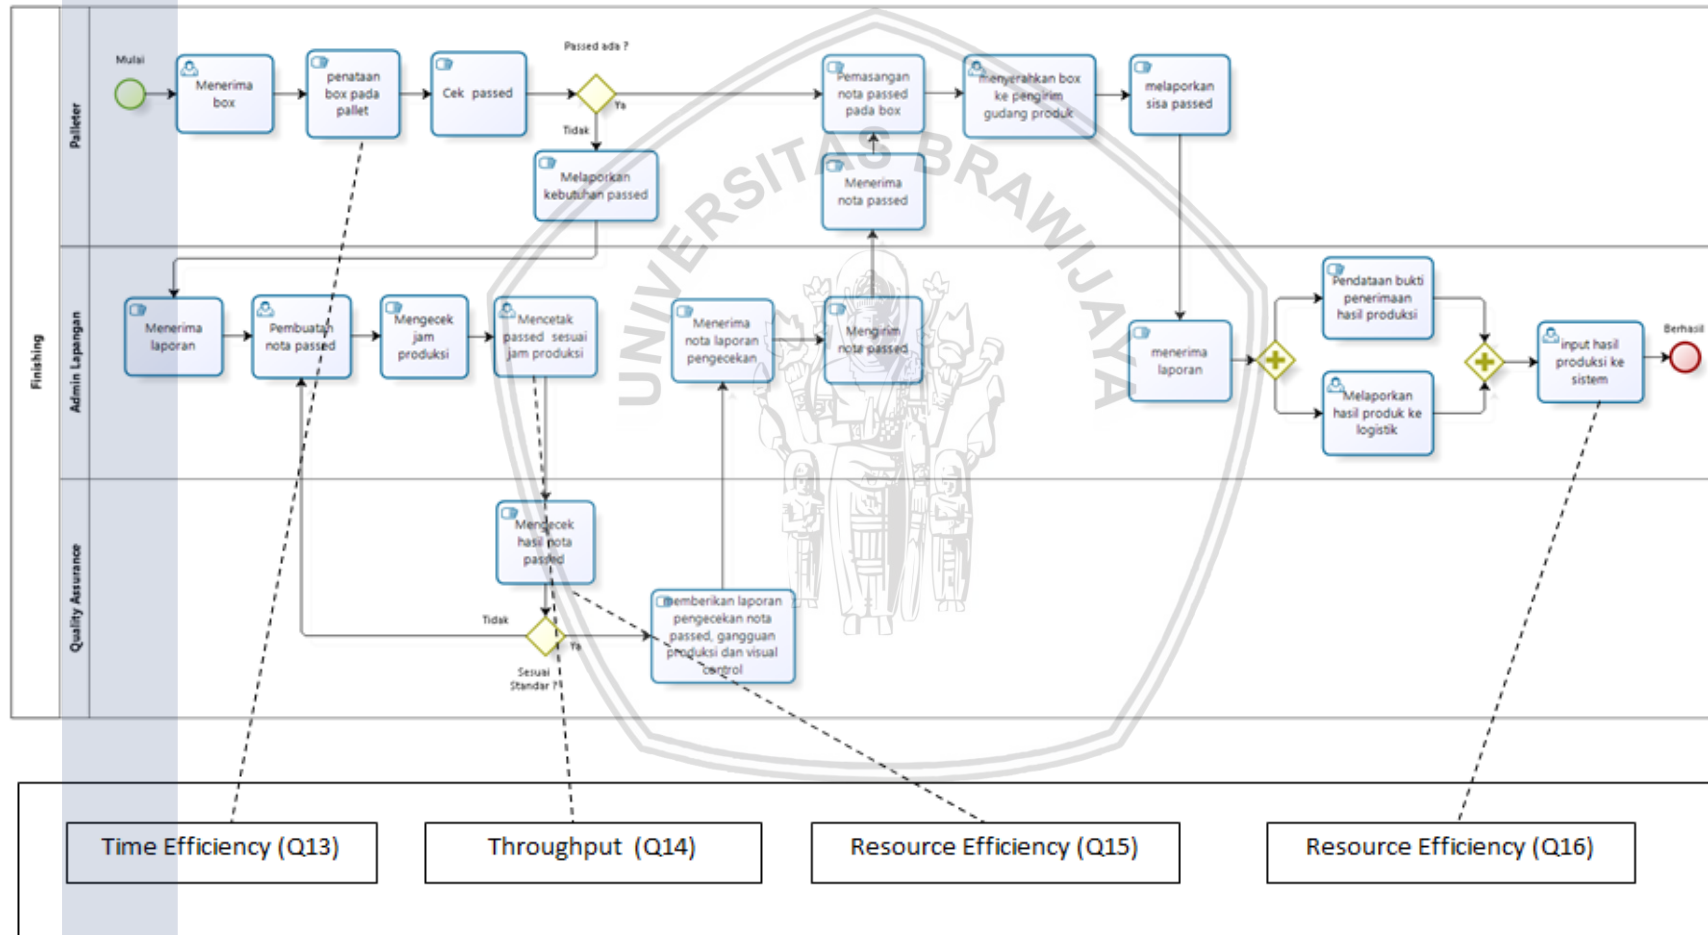 Finishing
Palleter
Mulai
Menerima
box
penataan
box pada
pallet
Cek passed
Passed ada ?
Ya
Tidak
Melaporkan
kebutuhan passed
Pemasangan
nota passed
pada box
menyerahkan box
ke pengirim
gudang produk
melaporkan
sisa passed
Menerima
nota passed
Admin Lapangan
Menerima
laporan
Pembuatan
nota passed
Mengecek
jam
produksi
Mencetak
passed sesuai
jam produksi
Menerima
nota laporan
pengecekan
Mengirim
nota passed
menerima
laporan
Pendataan bukti
penerimaan
hasil produksi
Melaporkan
hasil produk ke
logistik
input hasil
produksi ke
sistem
Berhasil
Quality Assurance
Mengecek
hasil nota
passed
Tidak
Ya
Sesuai
Standar ?
memberikan laporan
pengecekan nota
passed, gangguan
produksi dan visual
control
UNIVERSITAS BRAWIJAYA
Time Efficiency (Q13)
Throughput (Q14)
Resource Efficiency (Q15)
Resource Efficiency (Q16)